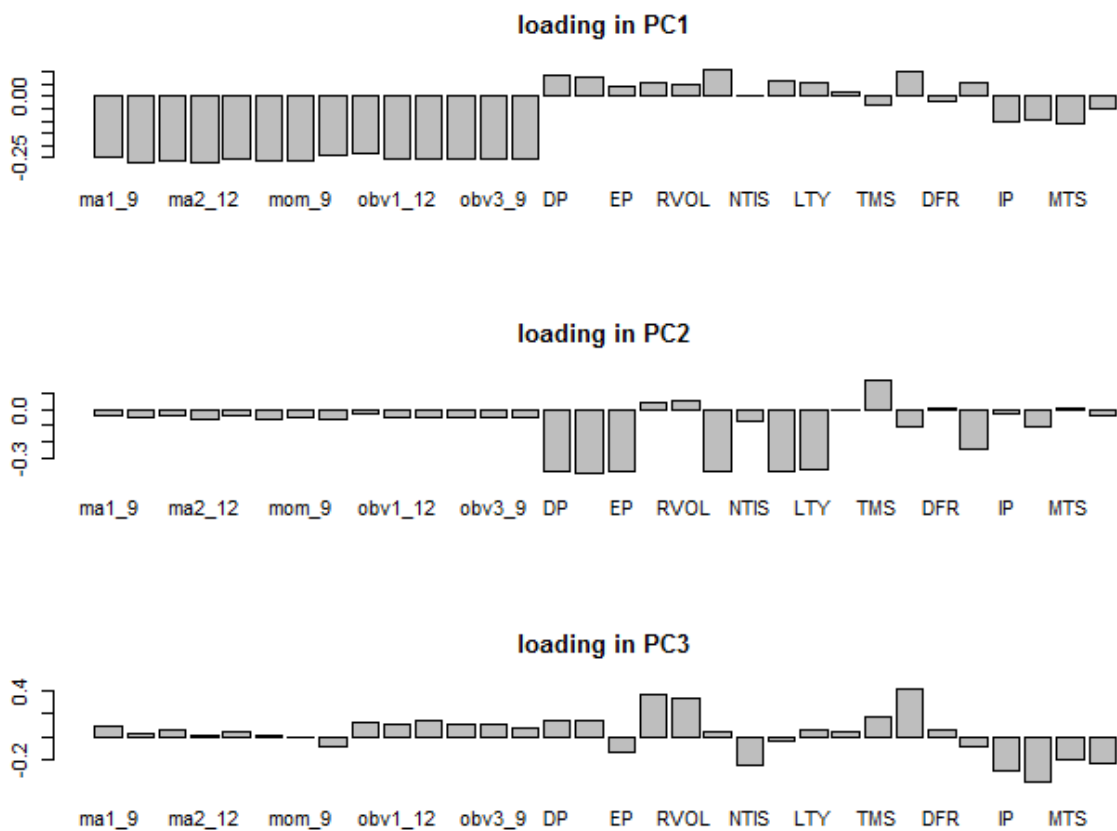 loading in PC1
0.00
-0.25
ma1_9 ma2_12 mom_9 obv1_12 obv3_9 DP EP RVOL NTIS LTY TMS DFR IP MTS
loading in PC2
0.0
-0.3
ma1_9 ma2_12 mom_9 obv1_12 obv3_9 DP EP RVOL NTIS LTY TMS DFR IP MTS
loading in PC3
0.4
-0.2
ma1_9 ma2_12 mom_9 obv1_12 obv3_9 DP EP RVOL NTIS LTY TMS DFR IP MTS